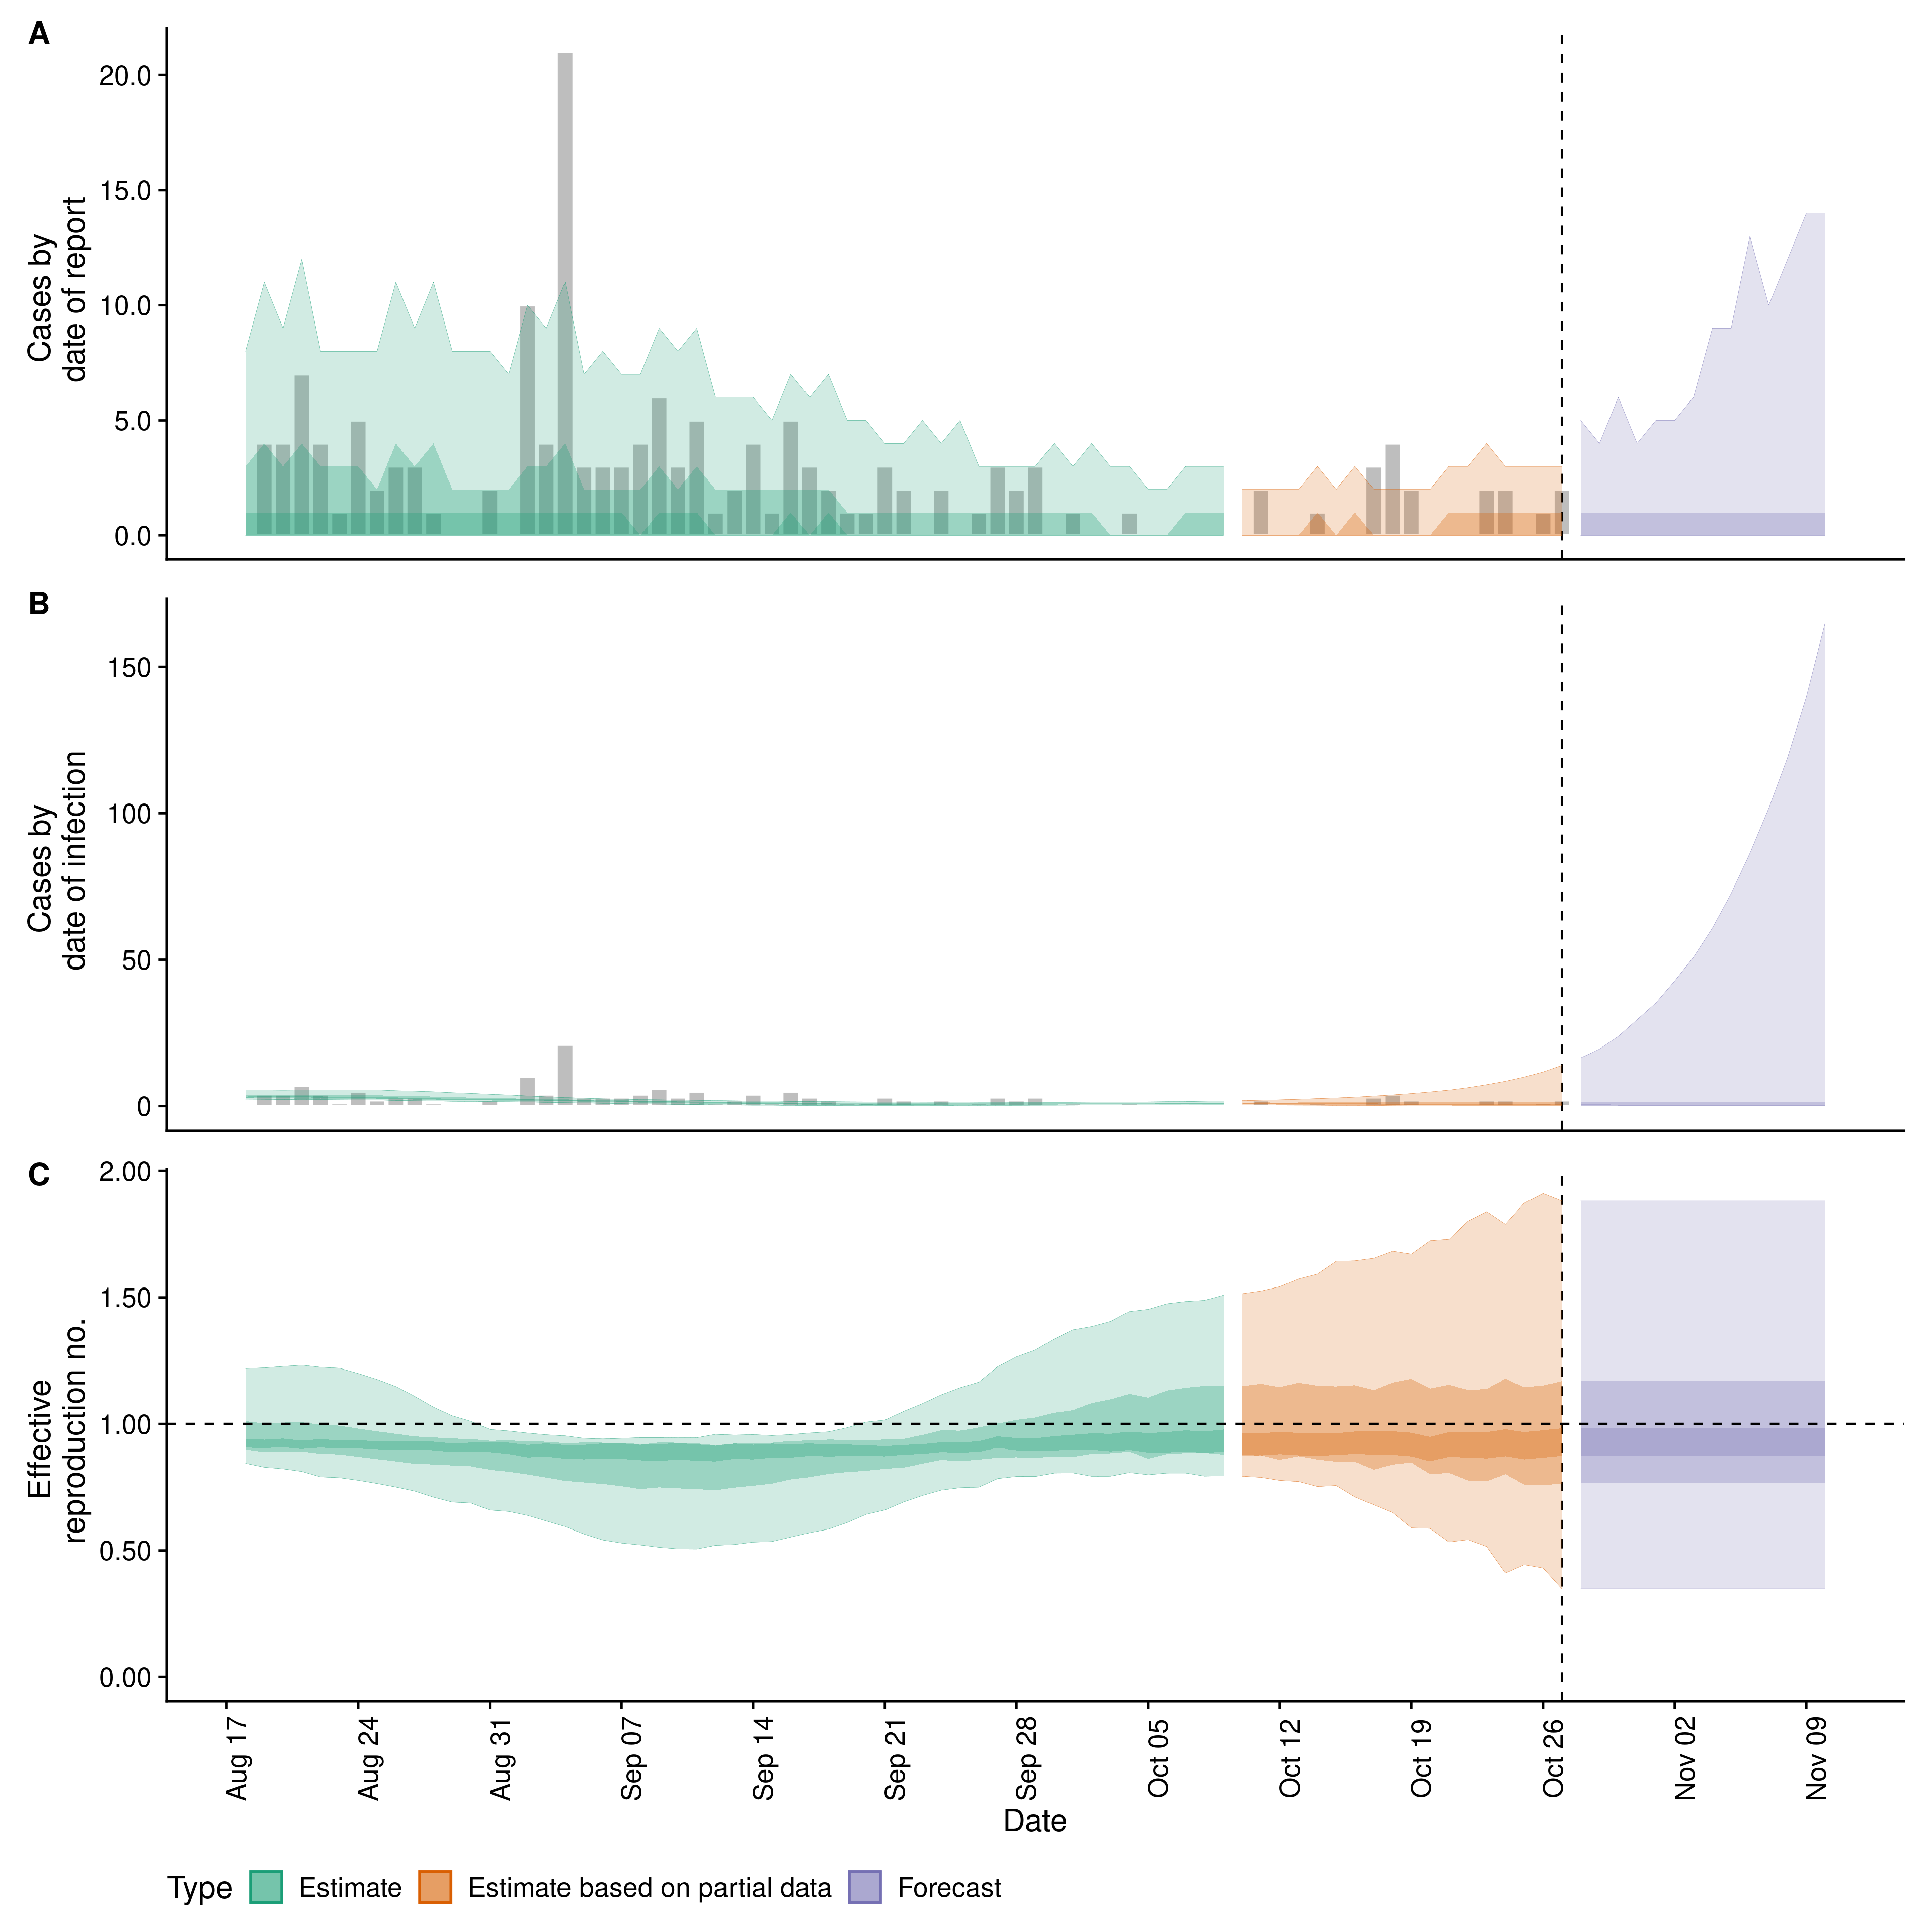 A
20.0
15.0
10.0
5.0
0.0
Cases by
date of report
B
150
100
50
0
Cases by
date of infection
C
2.00
1.50
1.00
0.50
0.00
Effective
reproduction no.
Aug 17
Aug 24
Aug 31
Sep 07
Sep 14
Sep 21
Sep 28
Oct 05
Oct 12
Oct 19
Oct 26
Nov 02
Nov 09
Date
Type Estimate Estimate based on partial data Forecast